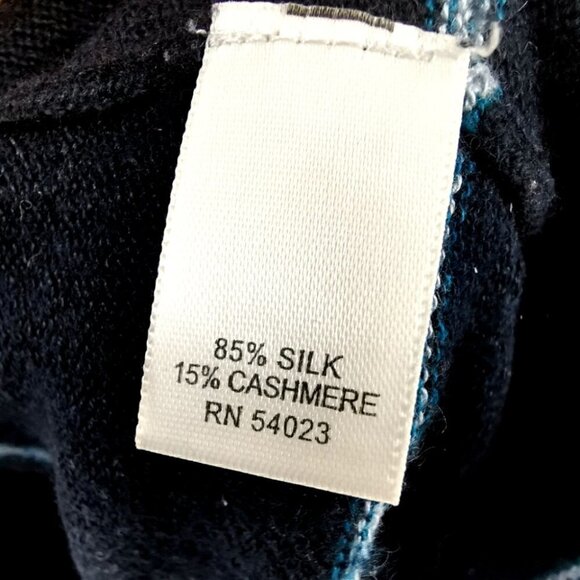 85% SILK
15% CASHMERE
RN 54023